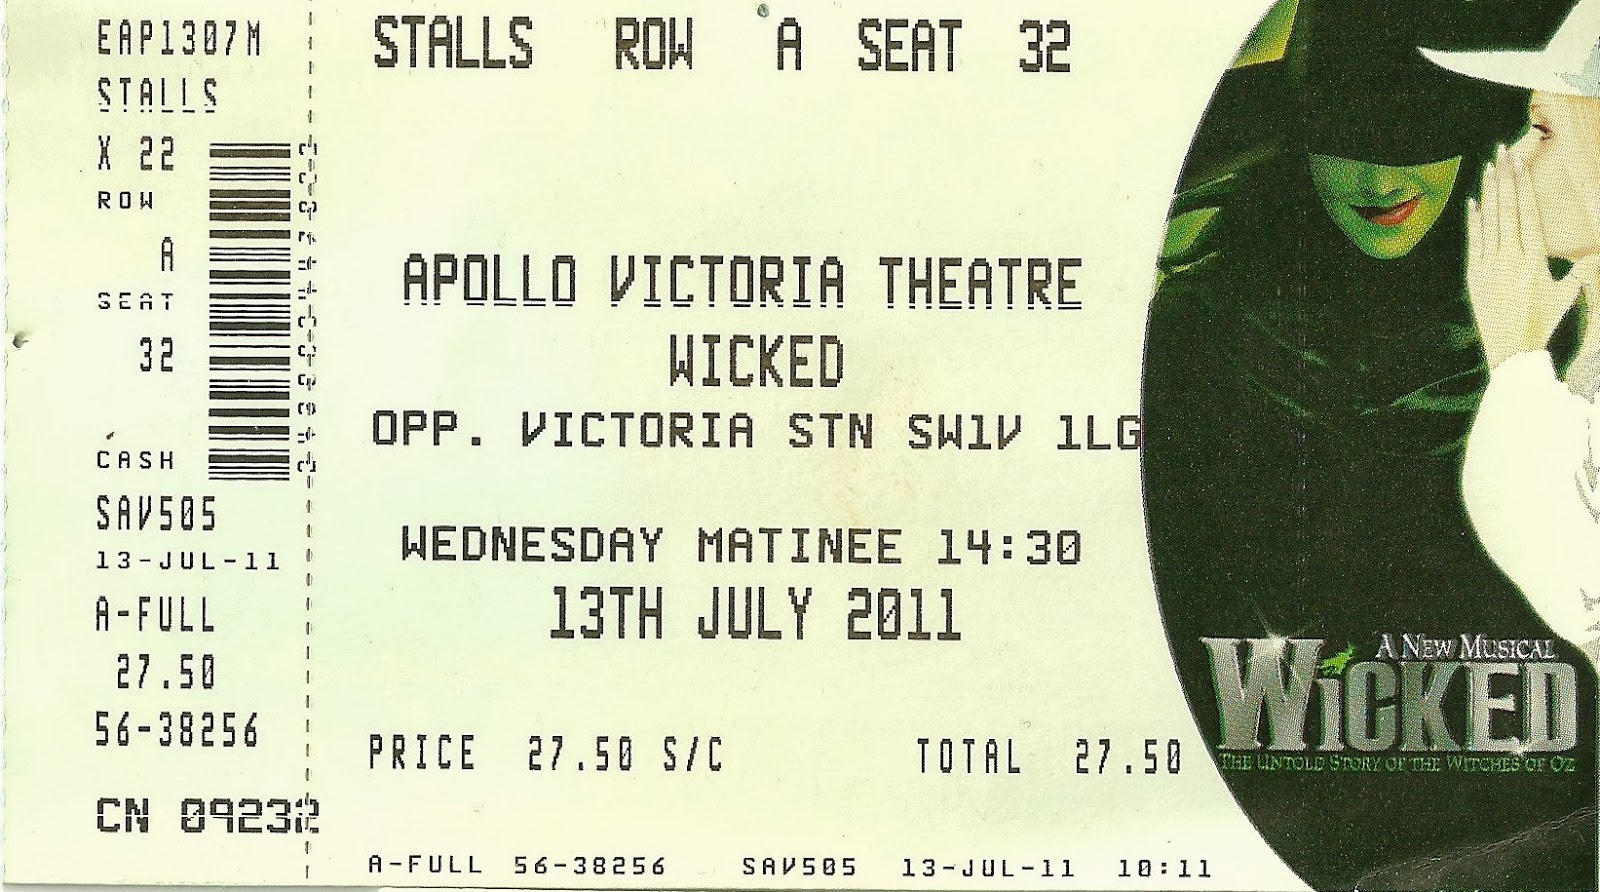 EAP1307M
STALLS
X 22
ROW
A
SEAT
32
CASH
SAV505
13-JUL-11
A-FULL
27.50
56-38256
CN 09232
STALLS ROW A SEAT 32
APOLLO VICTORIA THEATRE
WICKED
OPP. VICTORIA STN SW1V 1LG
WEDNESDAY MATINEE 14:30
13TH JULY 2011
PRICE 27.50 S/C TOTAL 27.50
A-FULL 56-38256 SAV505 13-JUL-11 10:11
A NEW MUSICAL
WICKED
THE UNTOLD STORY OF THE WITCHES OF OZ